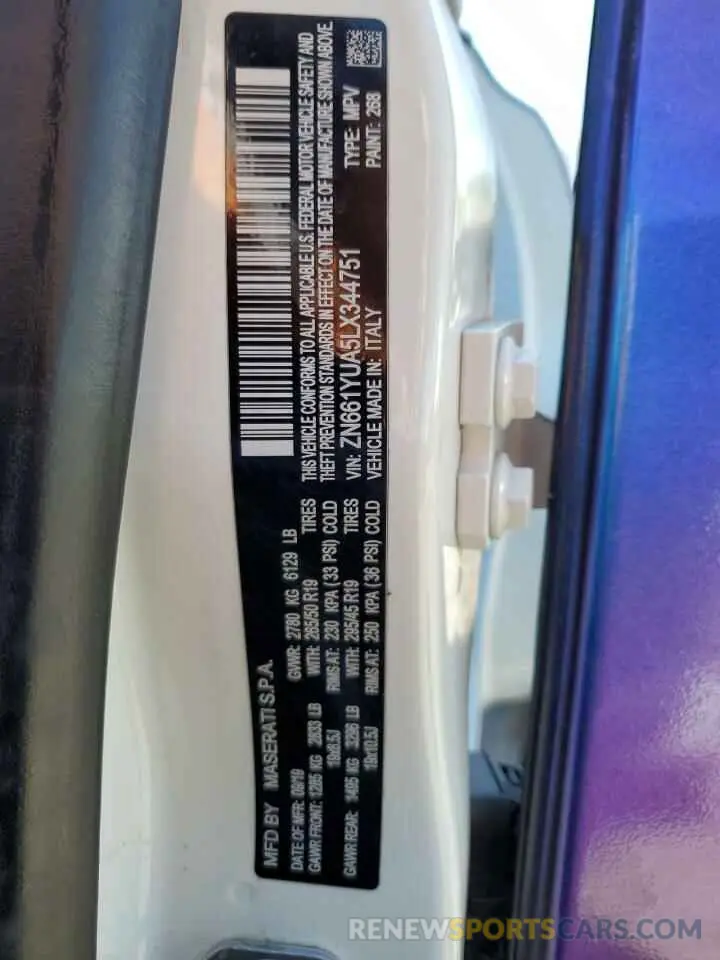 MFD BY MASERATI S.P.A.
DATE OF MFR: 09/19 GVWR: 2780 KG 6129 LB
GAWR FRONT: 1285 KG 2833 LB WITH: 265/50 R19 TIRES
19x8.5J RIMS AT: 230 KPA (33 PSI) COLD
GAWR REAR: 1495 KG 3296 LB WITH: 295/45 R19 TIRES
19x10.5J RIMS AT: 250 KPA (36 PSI) COLD
THIS VEHICLE CONFORMS TO ALL APPLICABLE U.S. FEDERAL MOTOR VEHICLE SAFETY AND
THEFT PREVENTION STANDARDS IN EFFECT ON THE DATE OF MANUFACTURE SHOWN ABOVE.
VIN: ZN661YUA5LX344751 TYPE: MPV
VEHICLE MADE IN: ITALY PAINT: 268
RENEWSPORTSCARS.COM